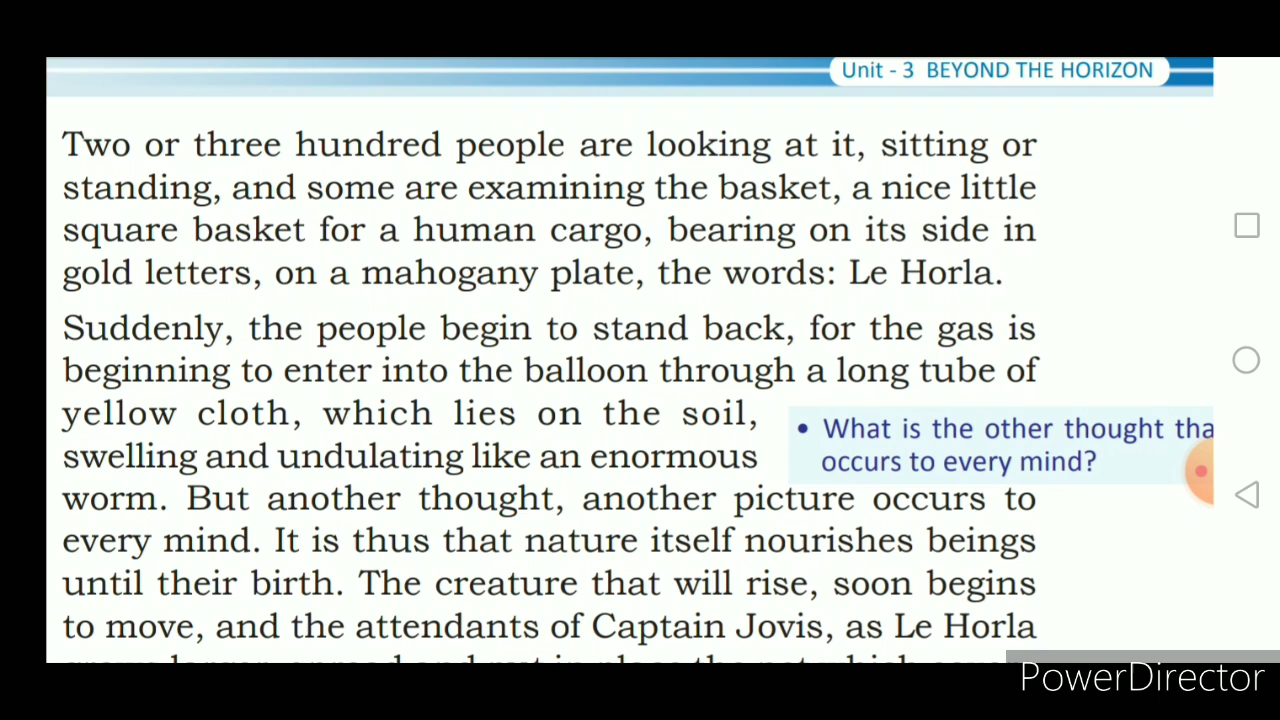 Unit - 3 BEYOND THE HORIZON
Two or three hundred people are looking at it, sitting or
standing, and some are examining the basket, a nice little
square basket for a human cargo, bearing on its side in
gold letters, on a mahogany plate, the words: Le Horla.
Suddenly, the people begin to stand back, for the gas is
beginning to enter into the balloon through a long tube of
yellow cloth, which lies on the soil,
swelling and undulating like an enormous
worm. But another thought, another picture occurs to
every mind. It is thus that nature itself nourishes beings
until their birth. The creature that will rise, soon begins
to move, and the attendants of Captain Jovis, as Le Horla
• What is the other thought tha
occurs to every mind?
PowerDirector